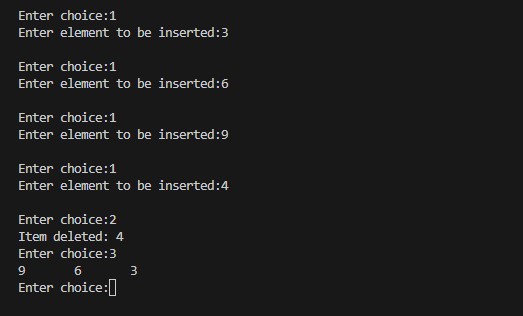 Enter choice:1
Enter element to be inserted:3
Enter choice:1
Enter element to be inserted:6
Enter choice:1
Enter element to be inserted:9
Enter choice:1
Enter element to be inserted:4
Enter choice:2
Item deleted: 4
Enter choice:3
9 6 3
Enter choice: